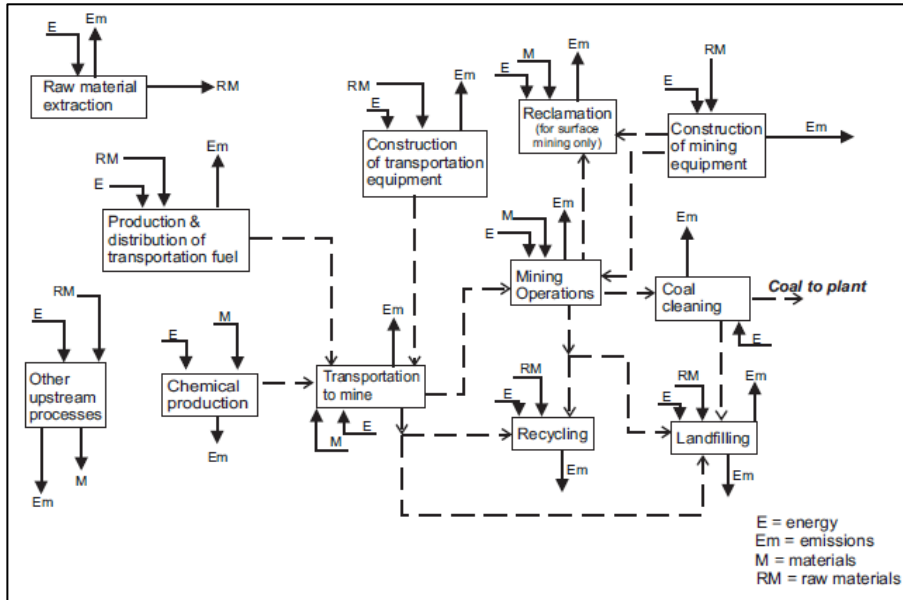 E
Em
Raw material
extraction
RM
RM
E
Em
Production &
distribution of
transportation fuel
RM
E
Em
Construction
of transportation
equipment
E
M
Em
Reclamation
(for surface
mining only)
E
RM
Construction
of mining
equipment
Em
E
M
Em
Mining
Operations
Em
Coal
cleaning
E
Coal to plant
E
RM
Other
upstream
processes
Em
M
E
M
Chemical
production
Em
Em
Transportation
to mine
M
E
E
RM
Recycling
Em
E
RM
Em
Landfilling
Em
E = energy
Em = emissions
M = materials
RM = raw materials